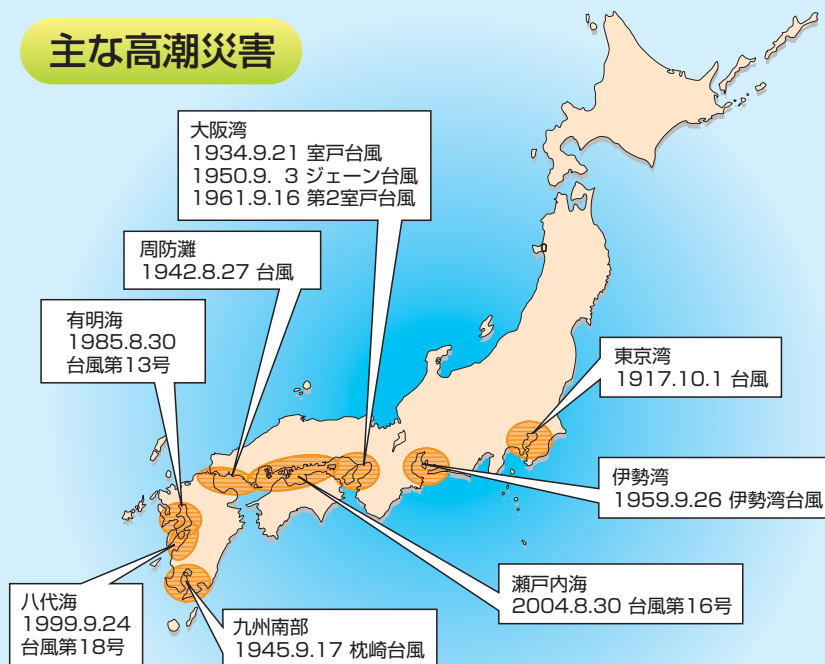 主な高潮災害
大阪湾
1934.9.21 室戸台風
1950.9. 3 ジェーン台風
1961.9.16 第2室戸台風
周防灘
1942.8.27 台風
有明海
1985.8.30
台風第13号
東京湾
1917.10.1 台風
伊勢湾
1959.9.26 伊勢湾台風
瀬戸内海
2004.8.30 台風第16号
八代海
1999.9.24
台風第18号
九州南部
1945.9.17 枕崎台風